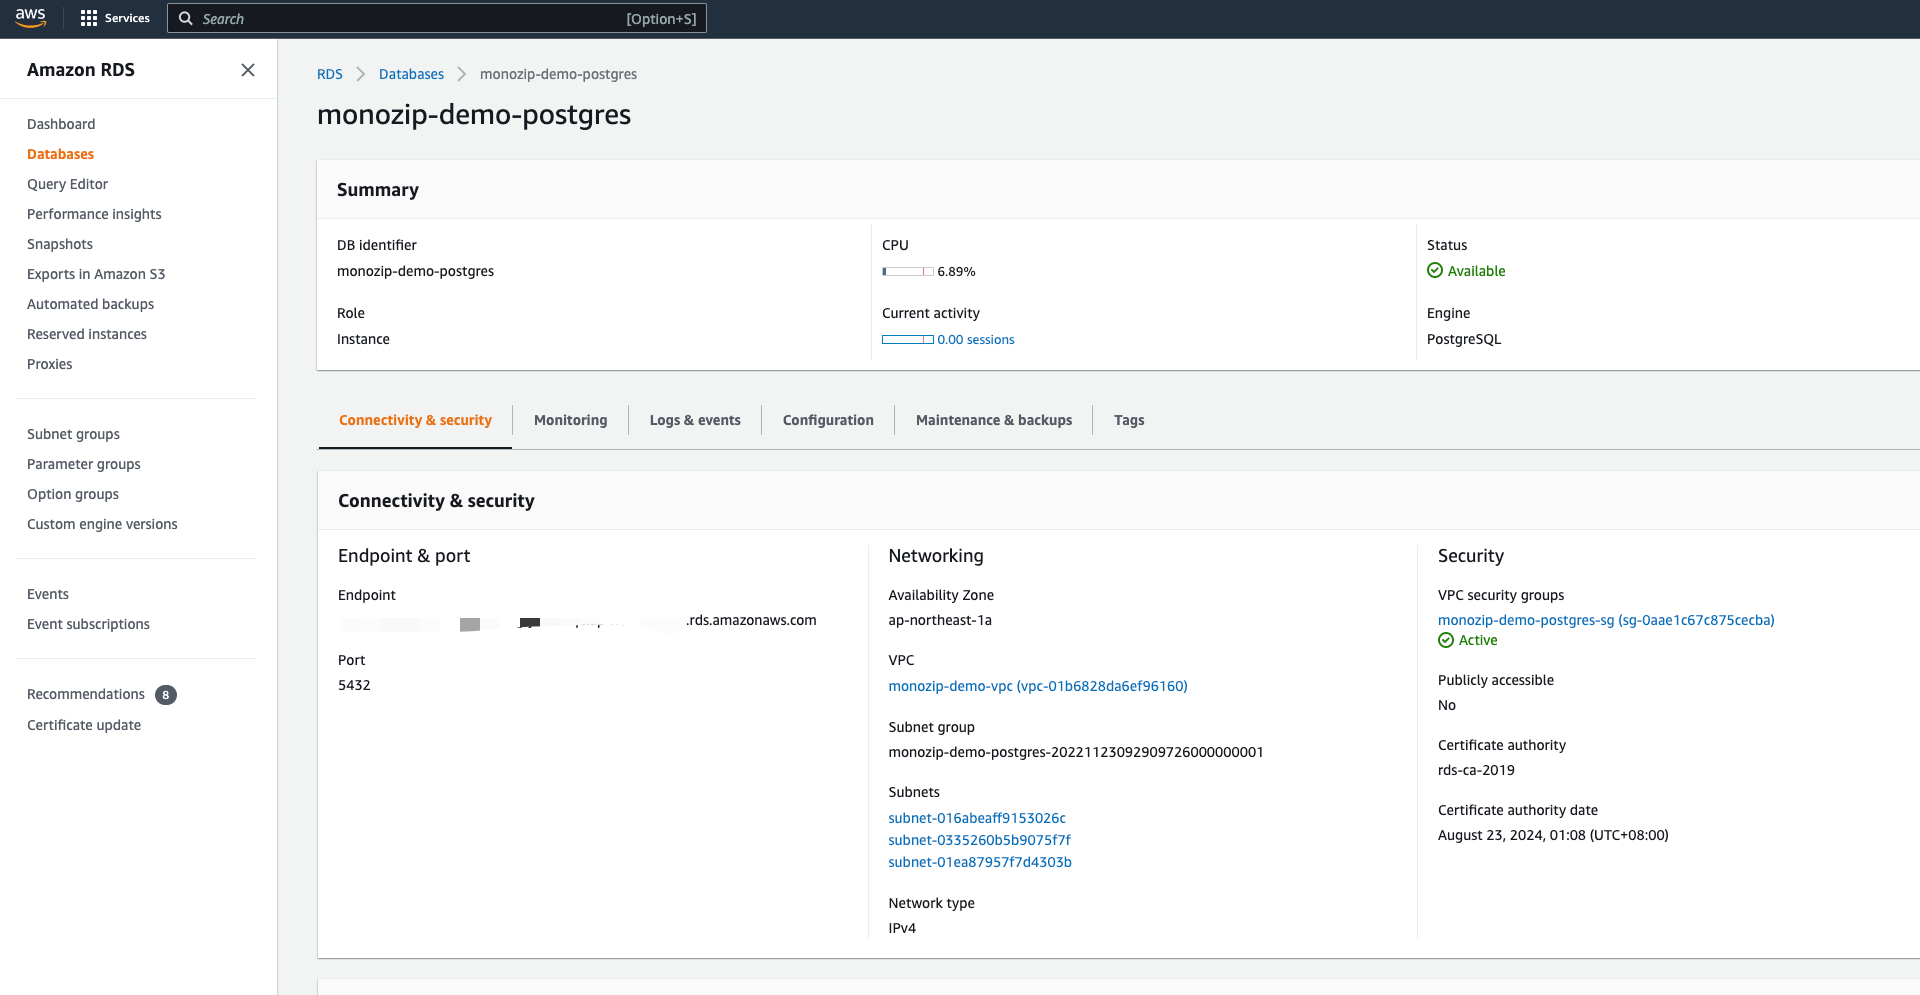 aws
Services
Search
[Option+S]
Amazon RDS
Dashboard
Databases
Query Editor
Performance insights
Snapshots
Exports in Amazon S3
Automated backups
Reserved instances
Proxies
Subnet groups
Parameter groups
Option groups
Custom engine versions
Events
Event subscriptions
Recommendations 8
Certificate update
RDS > Databases > monozip-demo-postgres
monozip-demo-postgres
Summary
DB identifier
monozip-demo-postgres
Role
Instance
CPU
6.89%
Current activity
0.00 sessions
Status
Available
Engine
PostgreSQL
Connectivity & security
Monitoring
Logs & events
Configuration
Maintenance & backups
Tags
Connectivity & security
Endpoint & port
Endpoint
.rds.amazonaws.com
Port
5432
Networking
Availability Zone
ap-northeast-1a
VPC
monozip-demo-vpc (vpc-01b6828da6ef96160)
Subnet group
monozip-demo-postgres-20221123092909726000000001
Subnets
subnet-016abeaff9153026c
subnet-0335260b5b9075f7f
subnet-01ea87957f7d4303b
Network type
IPv4
Security
VPC security groups
monozip-demo-postgres-sg (sg-0aae1c67c875cecba)
Active
Publicly accessible
No
Certificate authority
rds-ca-2019
Certificate authority date
August 23, 2024, 01:08 (UTC+08:00)